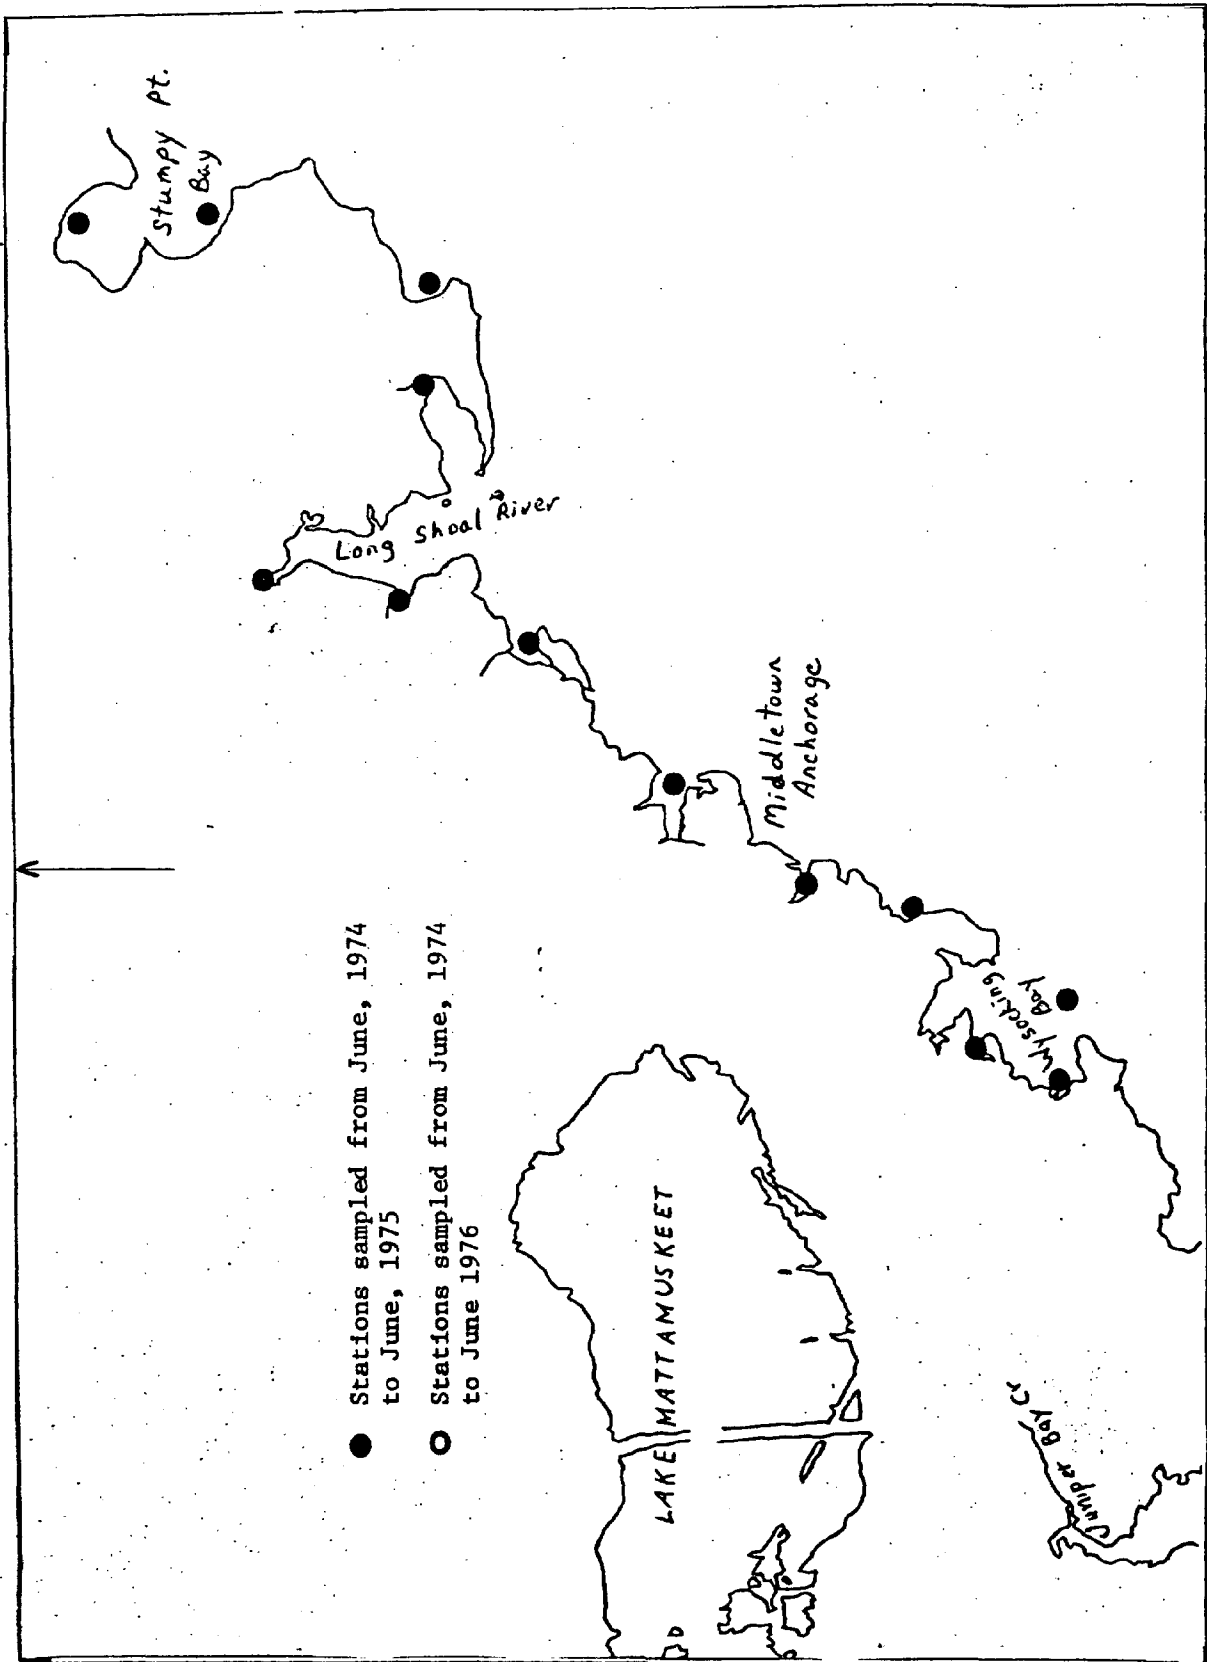 Stumpy Pt.
Bay
Long Shoal River
Middletown
Anchorage
Wysocking
Bay
Stations sampled from June, 1974
to June, 1975
Stations sampled from June, 1974
to June 1976
LAKE MATTAMUSKEET
Juniper Bay Cr